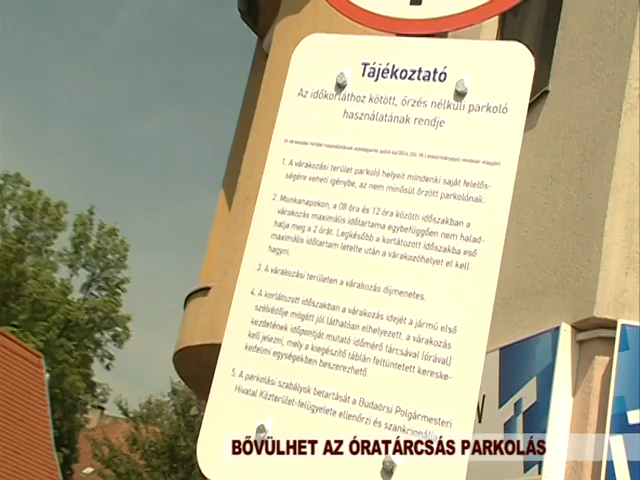 Tájékoztató
Az időkorláthoz kötött, őrzés nélküli parkoló
használatának rendje
1. A várakozási terület parkoló helyeit mindenki saját felelős-
ségére veheti igénybe, az nem minősül őrzött parkolónak.
2. Munkanapokon, a 08 óra és 12 óra közötti időszakban a
várakozás maximális időtartama egybefüggően nem halad-
hatja meg a 2 órát. Legkésőbb a korlátozott időszakba eső
maximális időtartam letelte után a várakozóhelyet el kell
hagyni.
3. A várakozási területen a várakozás díjmenetes.
4. A korlátozott időszakban a várakozás idejét a jármű első
szélvédője mögött jól láthatóan elhelyezett, a várakozás
kezdetének időpontját mutató időmérő tárcsával (órával)
kell jelezni, mely a kiegészítő táblán feltüntetett kereske-
kedelmi egységekben beszerezhető.
5. A parkolási szabályok betartását a Budaörsi Polgármesteri
Hivatal Közterület-felügyelete ellenőrzi és szankcionálja.
BŐVÜLHET AZ ÓRATÁRCSÁS PARKOLÁS